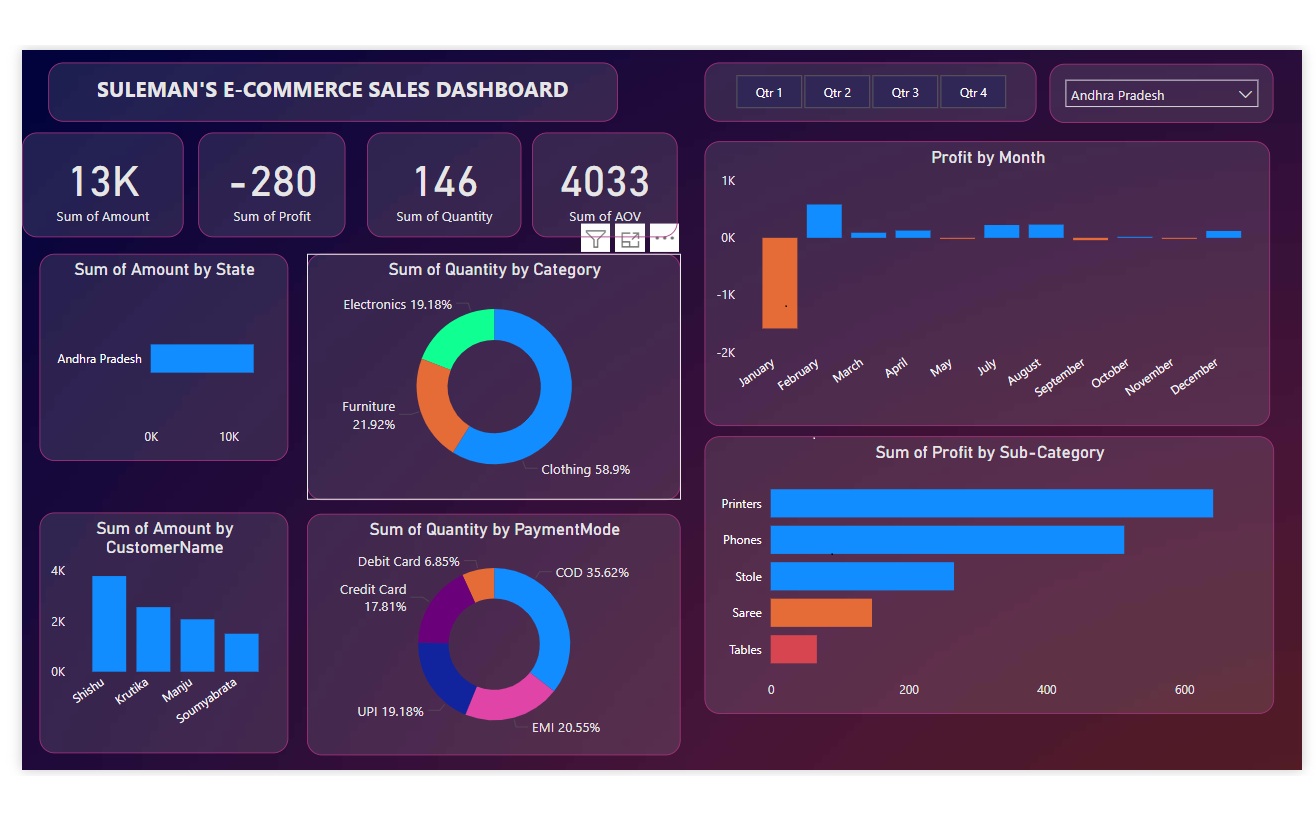 SULEMAN'S E-COMMERCE SALES DASHBOARD
Qtr 1
Qtr 2
Qtr 3
Qtr 4
Andhra Pradesh
13K
Sum of Amount
-280
Sum of Profit
146
Sum of Quantity
4033
Sum of AOV
Sum of Amount by State
Andhra Pradesh
0K
10K
Sum of Quantity by Category
Electronics 19.18%
Furniture
21.92%
Clothing 58.9%
Profit by Month
1K
0K
-1K
-2K
January
February
March
April
May
July
August
September
October
November
December
Sum of Amount by
CustomerName
4K
2K
0K
Shishu
Krutika
Manju
Soumyabrata
Sum of Quantity by PaymentMode
Debit Card 6.85%
COD 35.62%
Credit Card
17.81%
UPI 19.18%
EMI 20.55%
Sum of Profit by Sub-Category
Printers
Phones
Stole
Saree
Tables
0
200
400
600